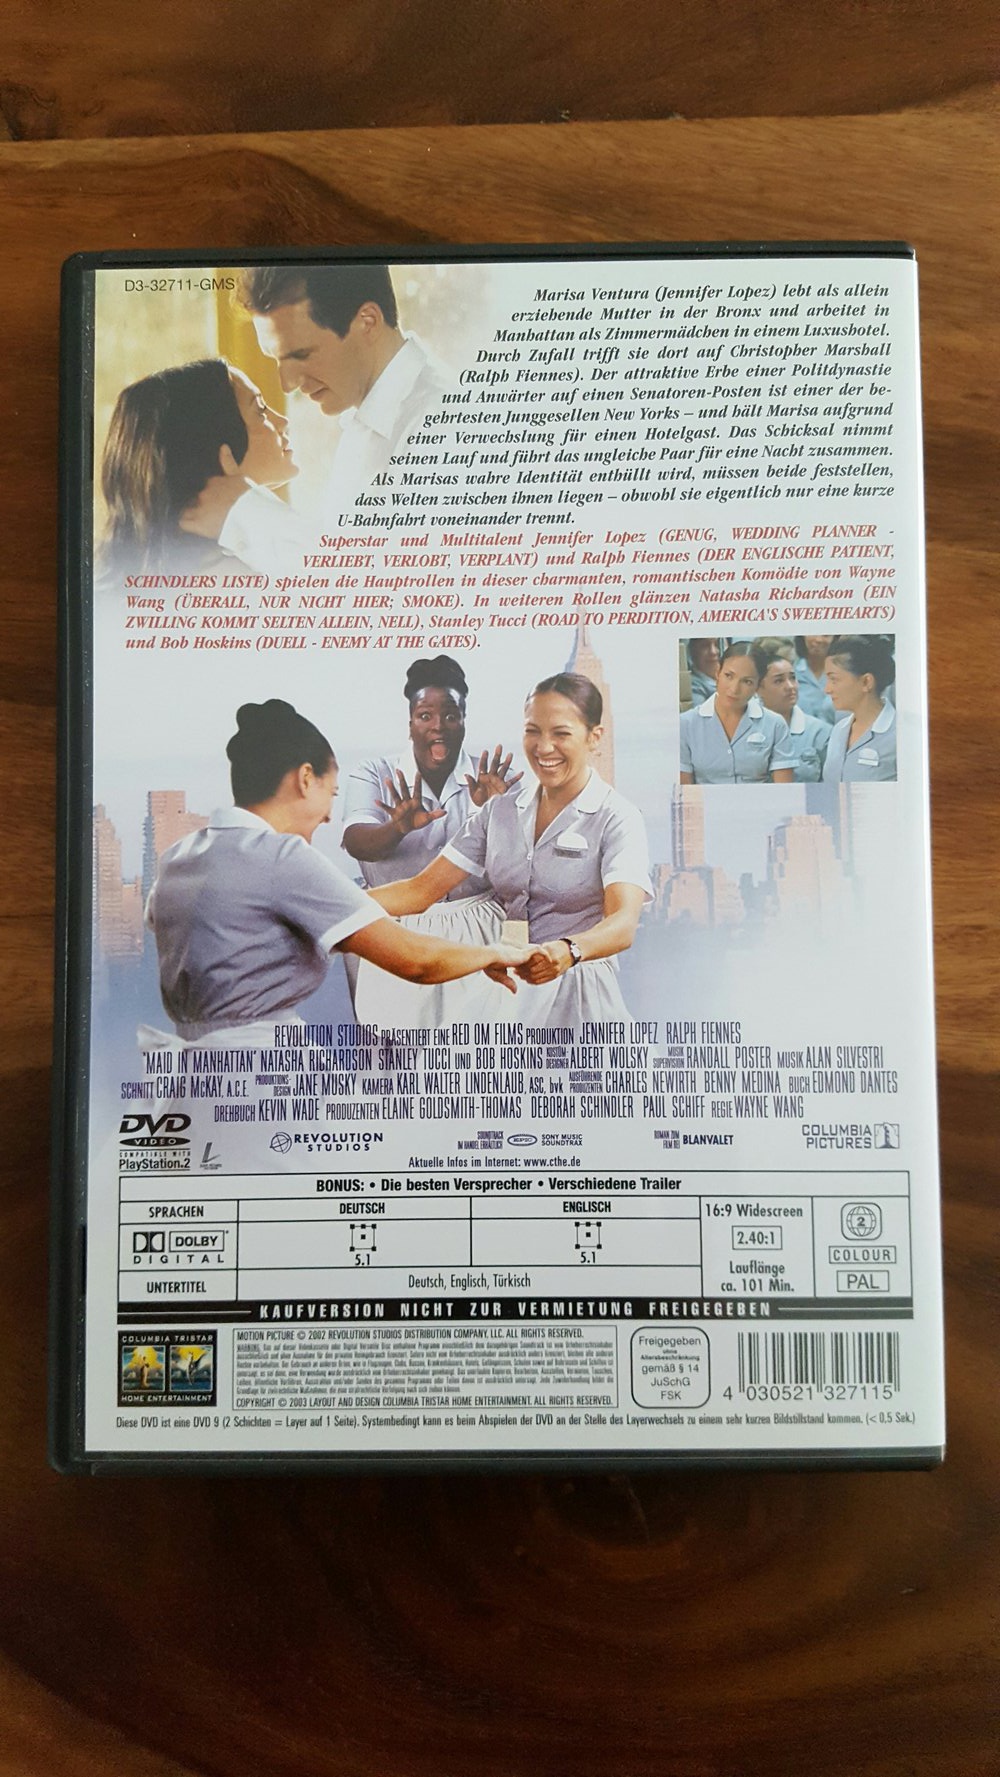 D3-32711-GMS
Marisa Ventura (Jennifer Lopez) lebt als allein
erziehende Mutter in der Bronx und arbeitet in
Manhattan als Zimmermädchen in einem Luxushotel.
Durch Zufall trifft sie dort auf Christopher Marshall
(Ralph Fiennes). Der attraktive Erbe einer Politdynastie
und Anwärter auf einen Senatoren-Posten ist einer der be-
gehrtesten Junggesellen New Yorks – und hält Marisa aufgrund
einer Verwechslung für einen Hotelgast. Das Schicksal nimmt
seinen Lauf und führt das ungleiche Paar für eine Nacht zusammen.
Als Marisas wahre Identität enthüllt wird, müssen beide feststellen,
dass Welten zwischen ihnen liegen – obwohl sie eigentlich nur eine kurze
U-Bahnfahrt voneinander trennt.
Superstar und Multitalent Jennifer Lopez (GENUG, WEDDING PLANNER -
VERLIEBT, VERLOBT, VERPLANT) und Ralph Fiennes (DER ENGLISCHE PATIENT,
SCHINDLERS LISTE) spielen die Hauptrollen in dieser charmanten, romantischen Komödie von Wayne
Wang (ÜBERALL, NUR NICHT HIER; SMOKE). In weiteren Rollen glänzen Natasha Richardson (EIN
ZWILLING KOMMT SELTEN ALLEIN, NELL), Stanley Tucci (ROAD TO PERDITION, AMERICA'S SWEETHEARTS)
und Bob Hoskins (DUELL - ENEMY AT THE GATES).
REVOLUTION STUDIOS PRÄSENTIERT EINE RED OM FILMS PRODUKTION JENNIFER LOPEZ RALPH FIENNES
"MAID IN MANHATTAN" NATASHA RICHARDSON STANLEY TUCCI UND BOB HOSKINS KOSTÜM-DESIGNER ALBERT WOLSKY MUSIK SUPERVISION RANDALL POSTER MUSIK ALAN SILVESTRI
SCHNITT CRAIG McKAY, A.C.E. PRODUKTIONS-DESIGN JANE MUSKY KAMERA KARL WALTER LINDENLAUB, ASC, bvk AUSFÜHRENDE PRODUZENTEN CHARLES NEWIRTH BENNY MEDINA BUCH EDMOND DANTES
DREHBUCH KEVIN WADE PRODUZENTEN ELAINE GOLDSMITH-THOMAS DEBORAH SCHINDLER PAUL SCHIFF REGIE WAYNE WANG
DVD
VIDEO
COMPATIBLE WITH
PlayStation.2
REVOLUTION
STUDIOS
SOUNDTRACK
IM HANDEL ERHÄLTLICH
EPIC
SONY MUSIC
SOUNDTRAX
ROMAN ZUM
FILM BEI BLANVALET
COLUMBIA
PICTURES
Aktuelle Infos im Internet: www.cthe.de
BONUS: • Die besten Versprecher • Verschiedene Trailer
SPRACHEN
DEUTSCH
ENGLISCH
DOLBY
DIGITAL
5.1
5.1
UNTERTITEL
Deutsch, Englisch, Türkisch
16:9 Widescreen
2.40:1
Lauflänge
ca. 101 Min.
2
COLOUR
PAL
KAUFVERSION NICHT ZUR VERMIETUNG FREIGEGEBEN
COLUMBIA TRISTAR
HOME ENTERTAINMENT
MOTION PICTURE © 2002 REVOLUTION STUDIOS DISTRIBUTION COMPANY, LLC. ALL RIGHTS RESERVED.
COPYRIGHT © 2003 LAYOUT AND DESIGN COLUMBIA TRISTAR HOME ENTERTAINMENT. ALL RIGHTS RESERVED.
Freigegeben
ohne
Altersbeschränkung
gemäß § 14
JuSchG
FSK
4 030521 327115
Diese DVD ist eine DVD 9 (2 Schichten = Layer auf 1 Seite). Systembedingt kann es beim Abspielen der DVD an der Stelle des Layerwechsels zu einem sehr kurzen Bildstillstand kommen. (< 0,5 Sek.)